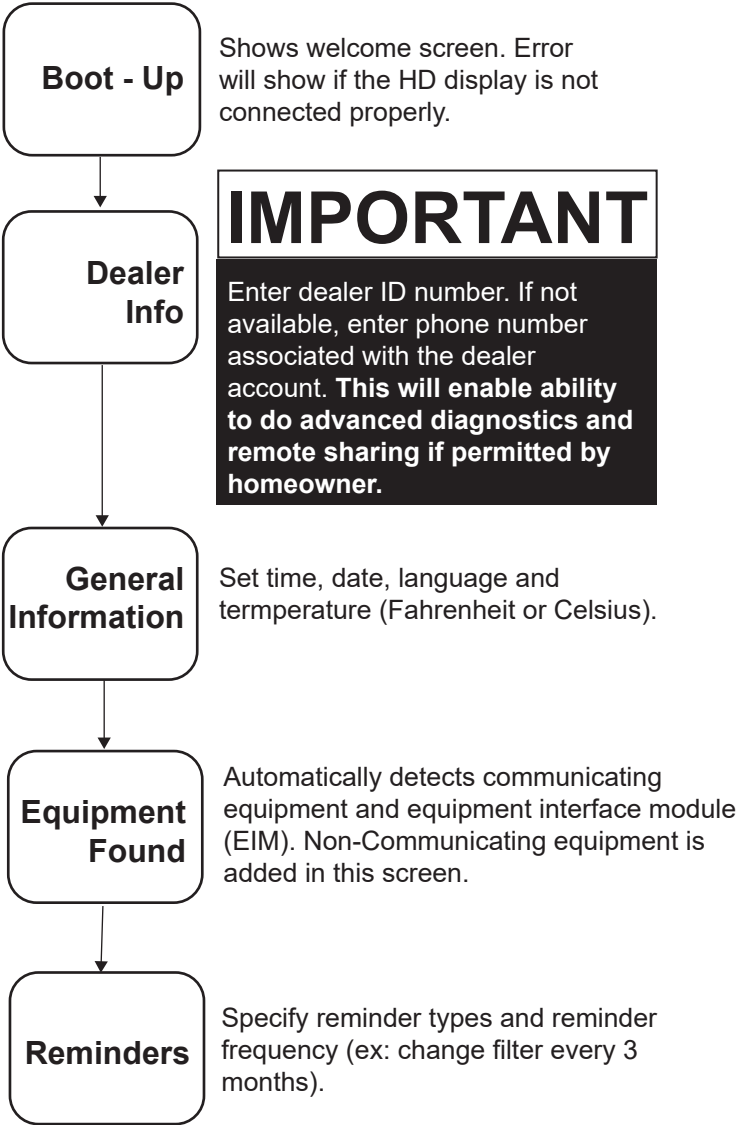 Boot - Up
Shows welcome screen. Error
will show if the HD display is not
connected properly.
IMPORTANT
Dealer
Info
Enter dealer ID number. If not
available, enter phone number
associated with the dealer
account. This will enable ability
to do advanced diagnostics and
remote sharing if permitted by
homeowner.
General
Information
Set time, date, language and
termperature (Fahrenheit or Celsius).
Equipment
Found
Automatically detects communicating
equipment and equipment interface module
(EIM). Non-Communicating equipment is
added in this screen.
Reminders
Specify reminder types and reminder
frequency (ex: change filter every 3
months).